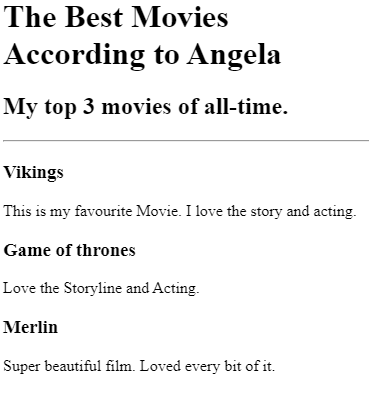 The Best Movies
According to Angela
My top 3 movies of all-time.
Vikings
This is my favourite Movie. I love the story and acting.
Game of thrones
Love the Storyline and Acting.
Merlin
Super beautiful film. Loved every bit of it.